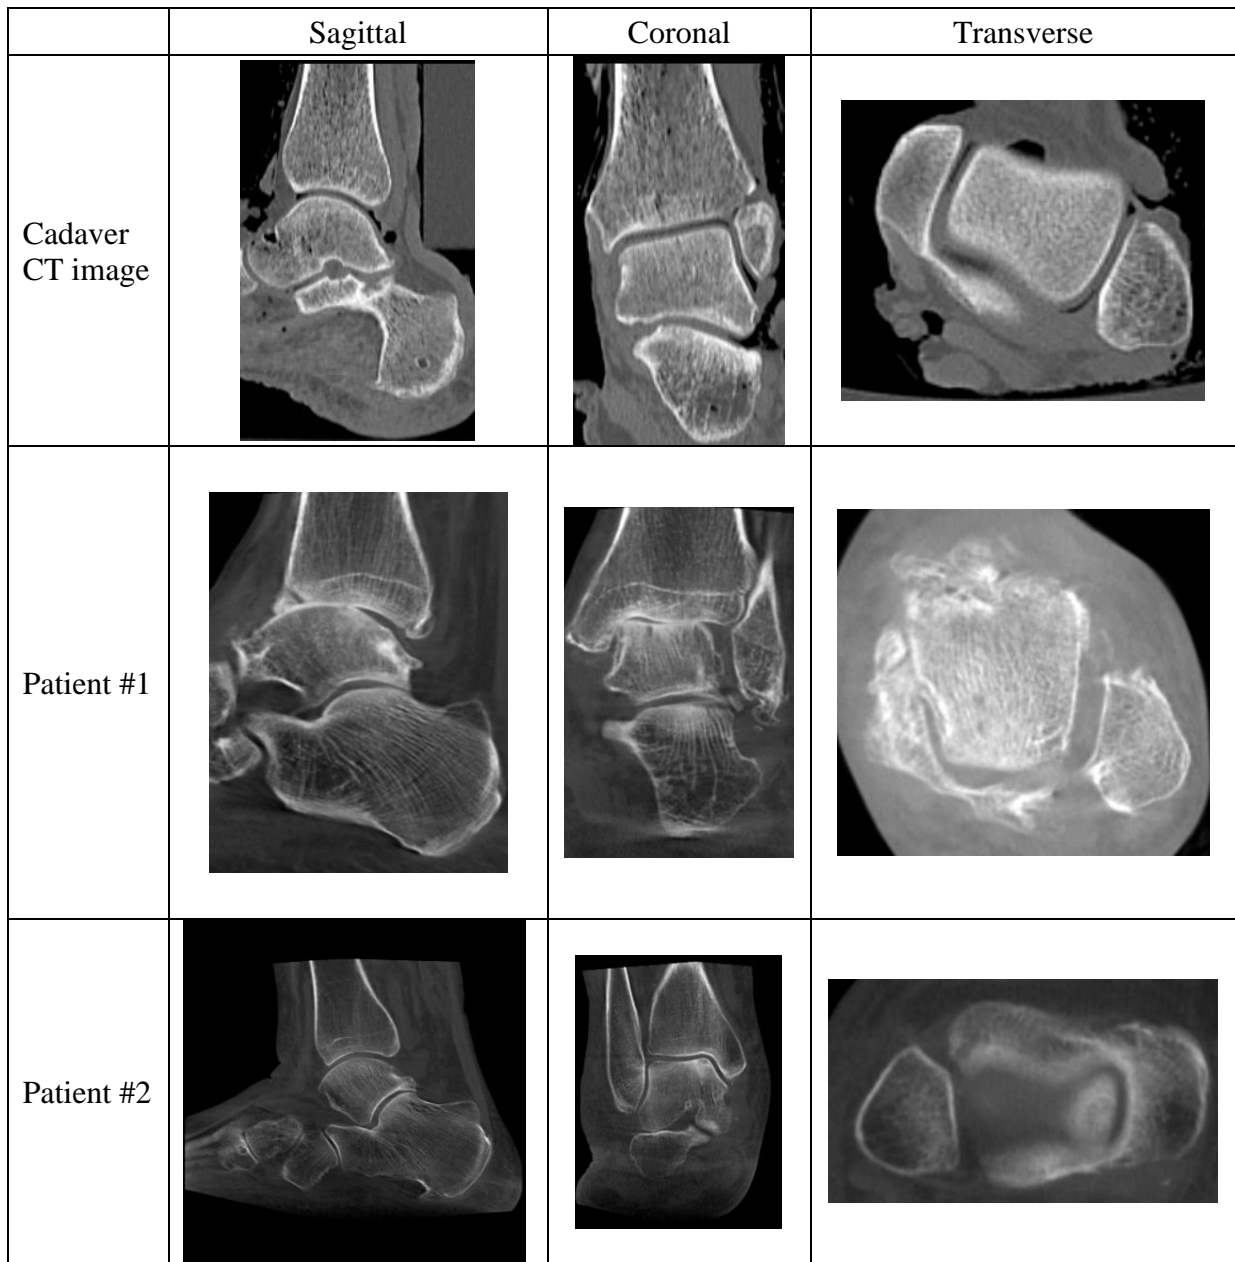 Sagittal Coronal Transverse
Cadaver
CT image
Patient #1
Patient #2